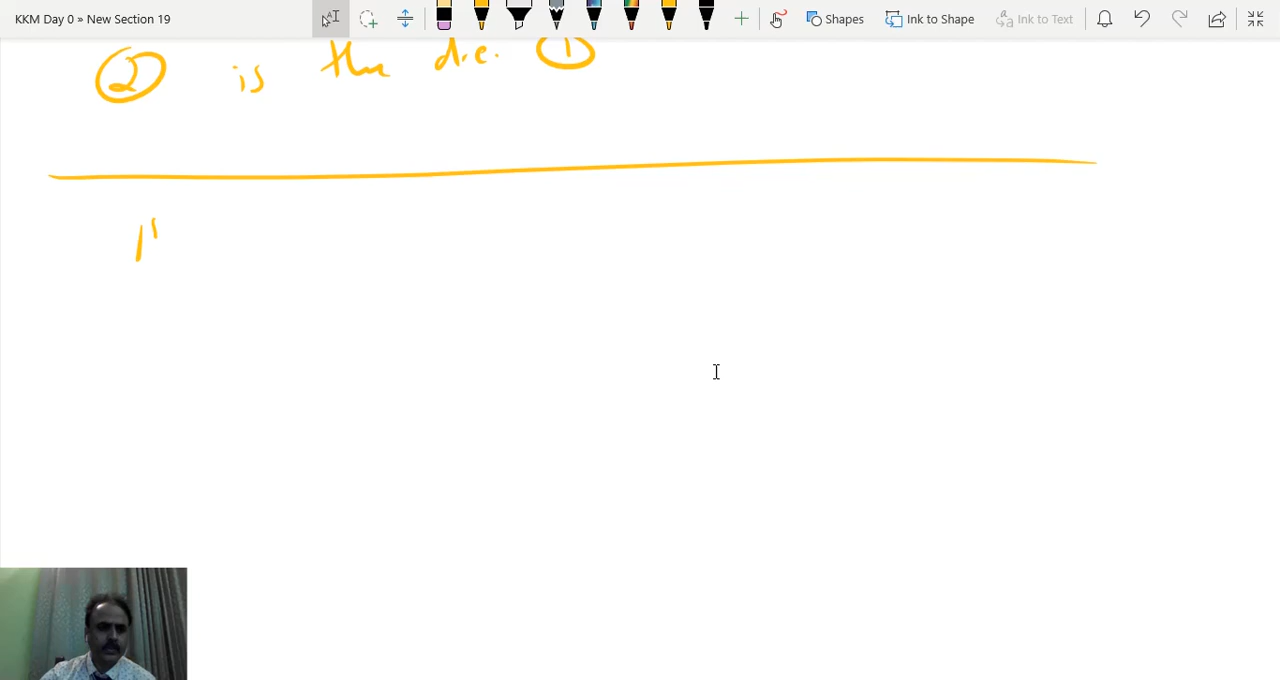 KKM Day 0 » New Section 19
Shapes
Ink to Shape
Ink to Text
② is the d.e. ①